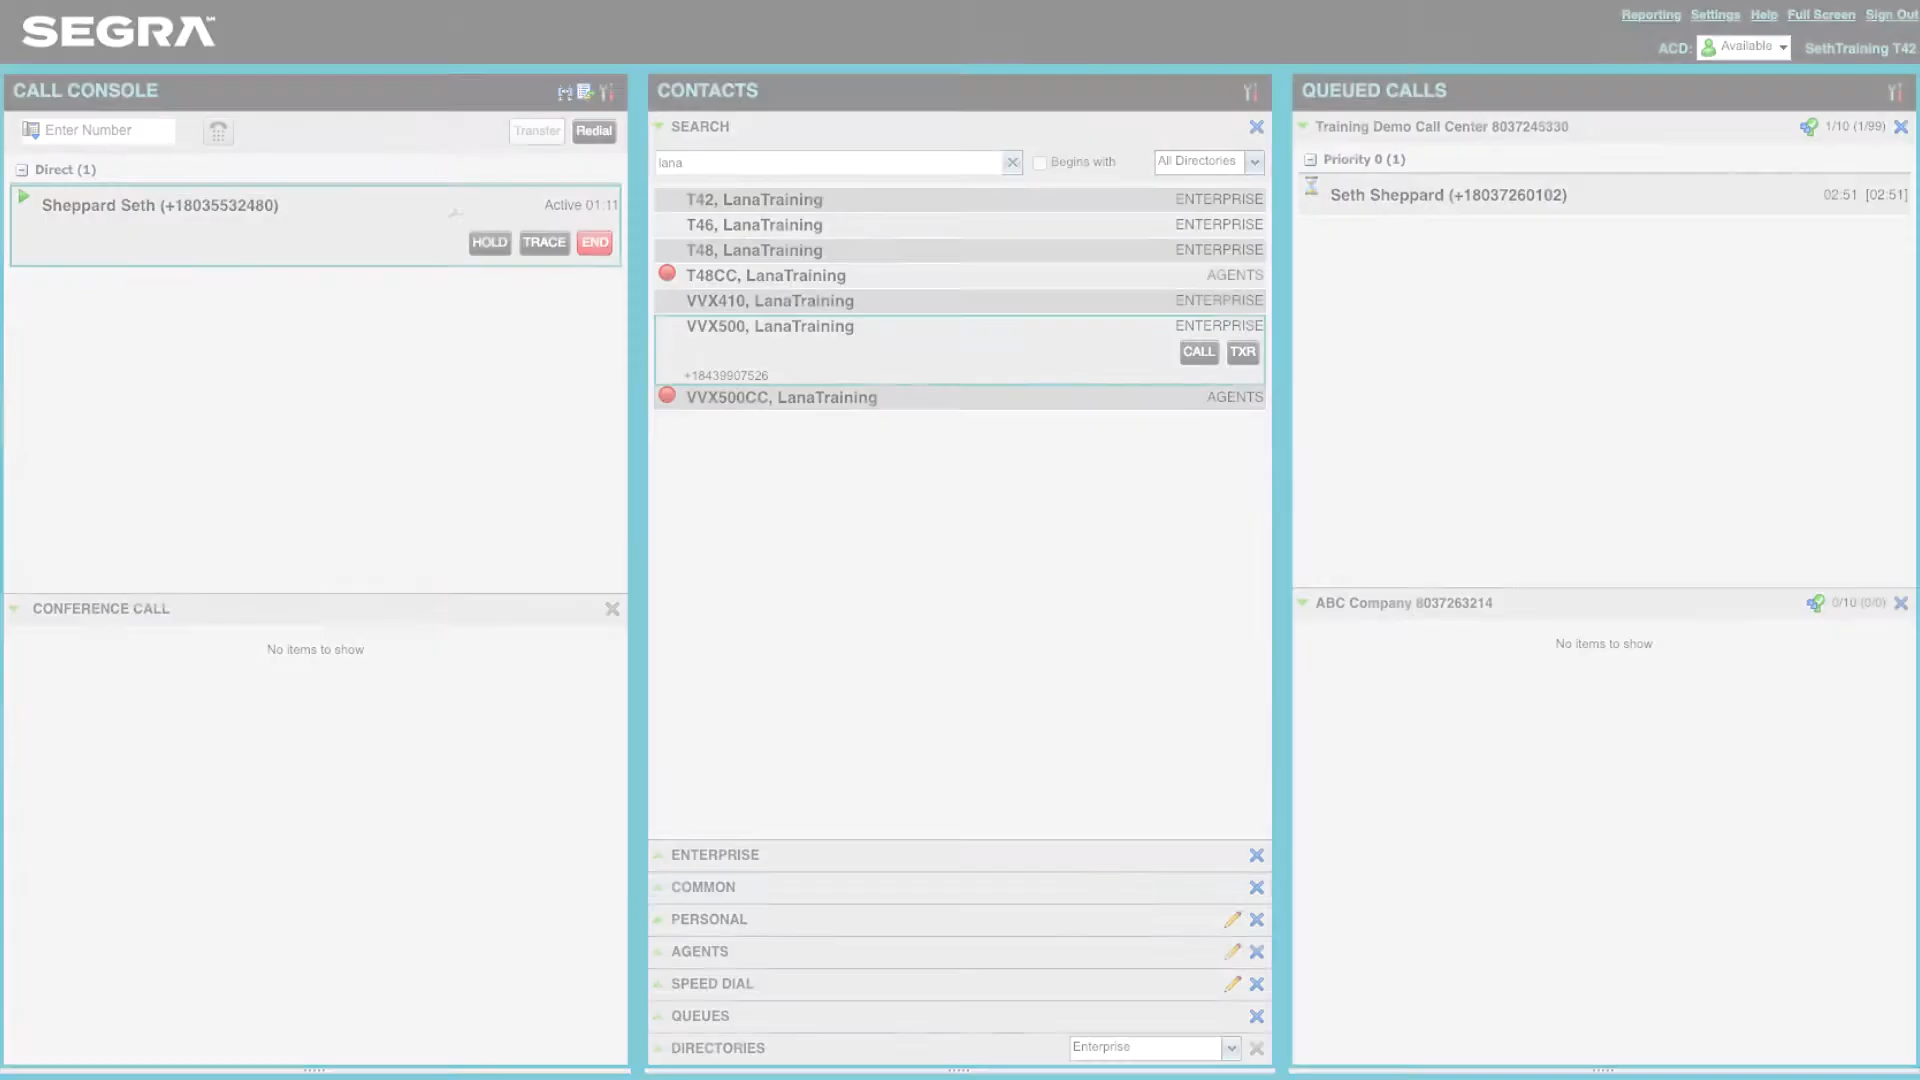 SEGRA
Reporting Settings Help Full Screen Sign Out
ACD: Available SethTraining T42
CALL CONSOLE
Enter Number Transfer Redial
Direct (1)
Sheppard Seth (+18035532480) Active 01:11
HOLD TRACE END
CONFERENCE CALL
No items to show
CONTACTS
SEARCH
lana Begins with All Directories
T42, LanaTraining ENTERPRISE
T46, LanaTraining ENTERPRISE
T48, LanaTraining ENTERPRISE
T48CC, LanaTraining AGENTS
VVX410, LanaTraining ENTERPRISE
VVX500, LanaTraining ENTERPRISE
CALL TXR
+18439907526
VVX500CC, LanaTraining AGENTS
ENTERPRISE
COMMON
PERSONAL
AGENTS
SPEED DIAL
QUEUES
DIRECTORIES Enterprise
QUEUED CALLS
Training Demo Call Center 8037245330 1/10 (1/99)
Priority 0 (1)
Seth Sheppard (+18037260102) 02:51 [02:51]
ABC Company 8037263214 0/10 (0/0)
No items to show